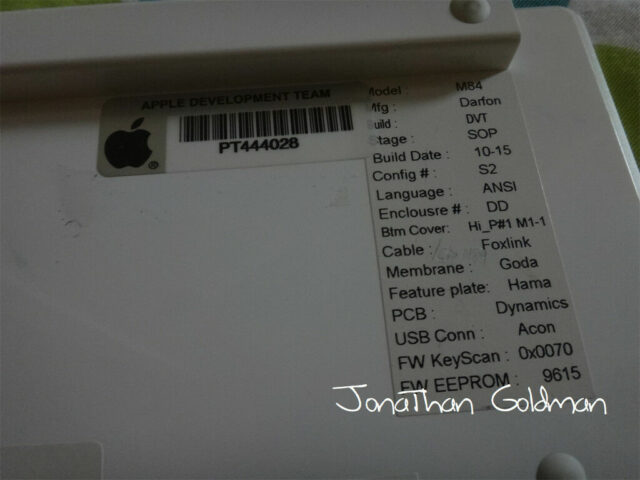 APPLE DEVELOPMENT TEAM
PT444028
®
Model : M84
Mfg : Darfon
Build : DVT
Stage : SOP
Build Date : 10-15
Config # : S2
Language : ANSI
Enclousre # : DD
Btm Cover: Hi_P#1 M1-1
Cable : Foxlink
Membrane : Goda
Feature plate: Hama
PCB : Dynamics
USB Conn : Acon
FW KeyScan : 0x0070
FW EEPROM : 9615
JonaThan Goldman